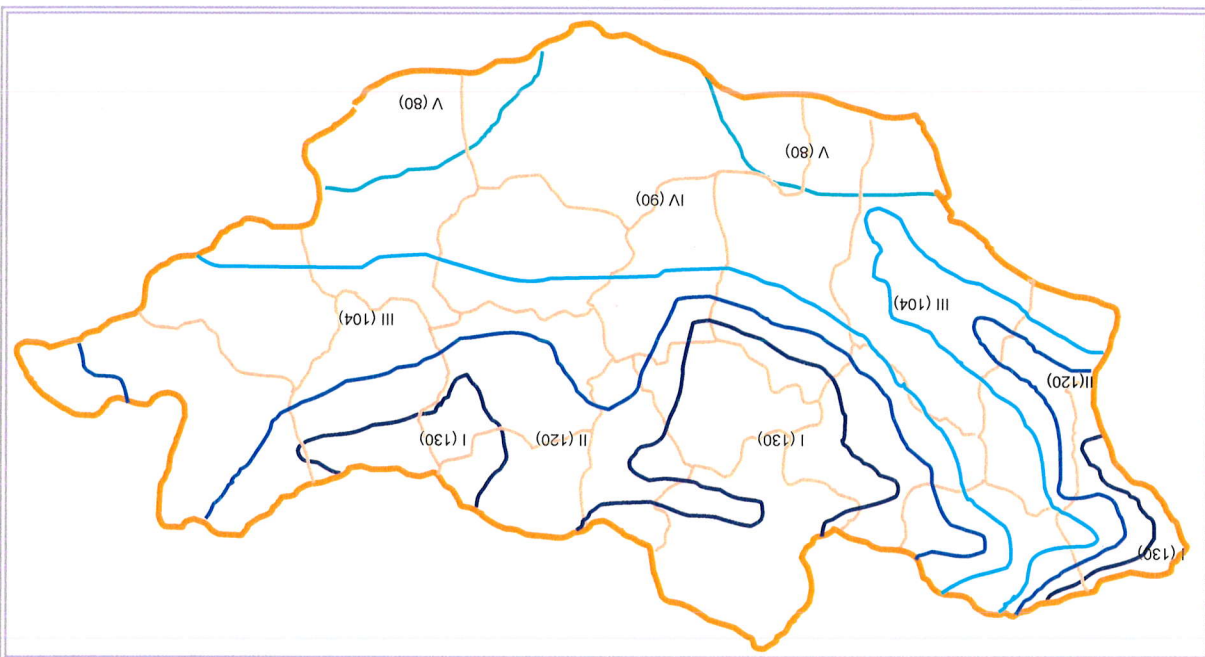 I (130)
I (130)
II (120)
I (130)
II (120)
III (104)
III (104)
IV (90)
V (80)
V (80)